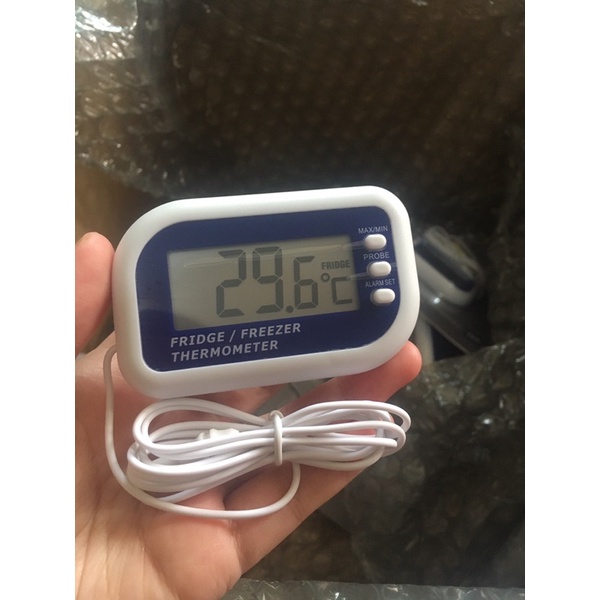 MAX/MIN
PROBE
ALARM SET
FRIDGE
29.6°C
FRIDGE / FREEZER
THERMOMETER